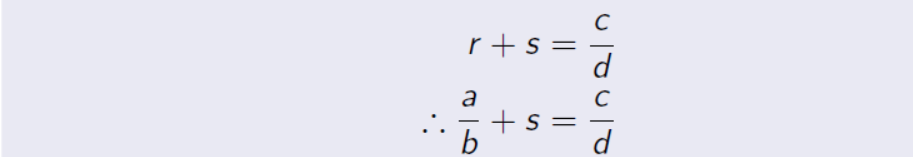 r + s = c/d
∴ a/b + s = c/d